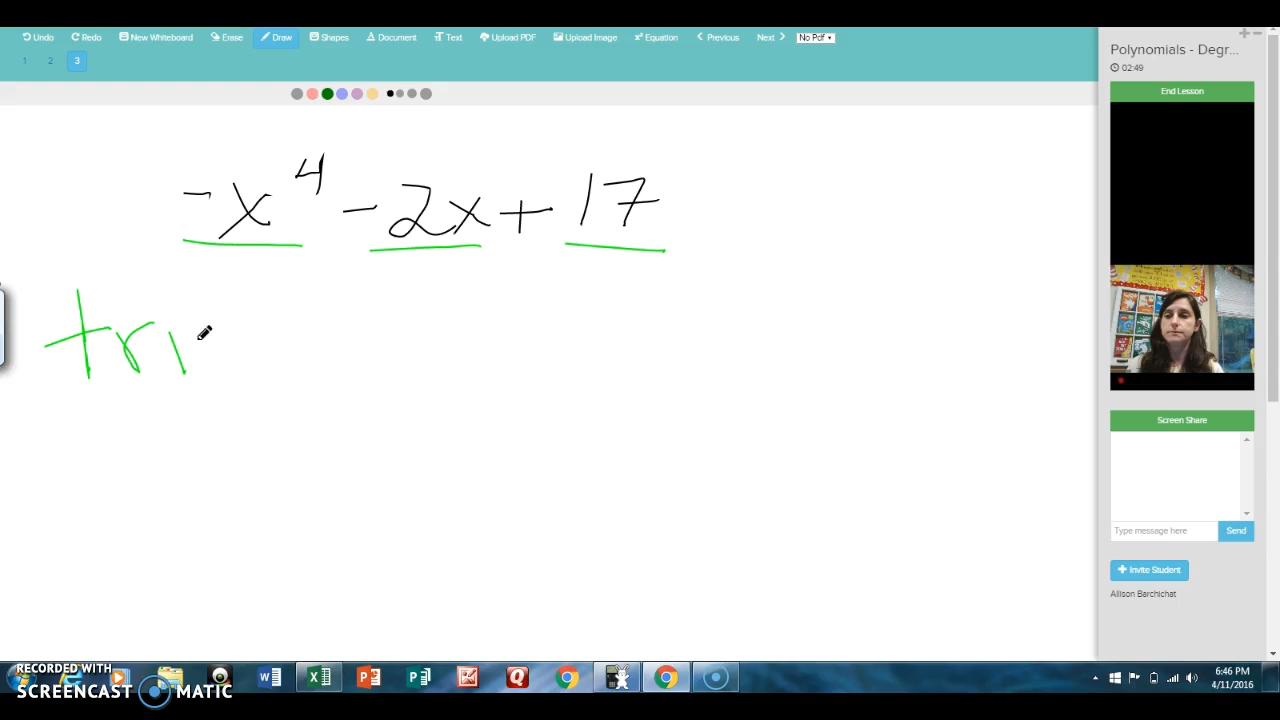 Undo Redo New Whiteboard Erase Draw Shapes Document Text Upload PDF Upload Image x² Equation Previous Next No Pdf
1 2 3
Polynomials - Degr...
02:49
End Lesson
-x⁴ - 2x + 17
tri
Screen Share
Type message here Send
Invite Student
Allison Barchichat
RECORDED WITH
SCREENCAST MATIC
6:46 PM
4/11/2016